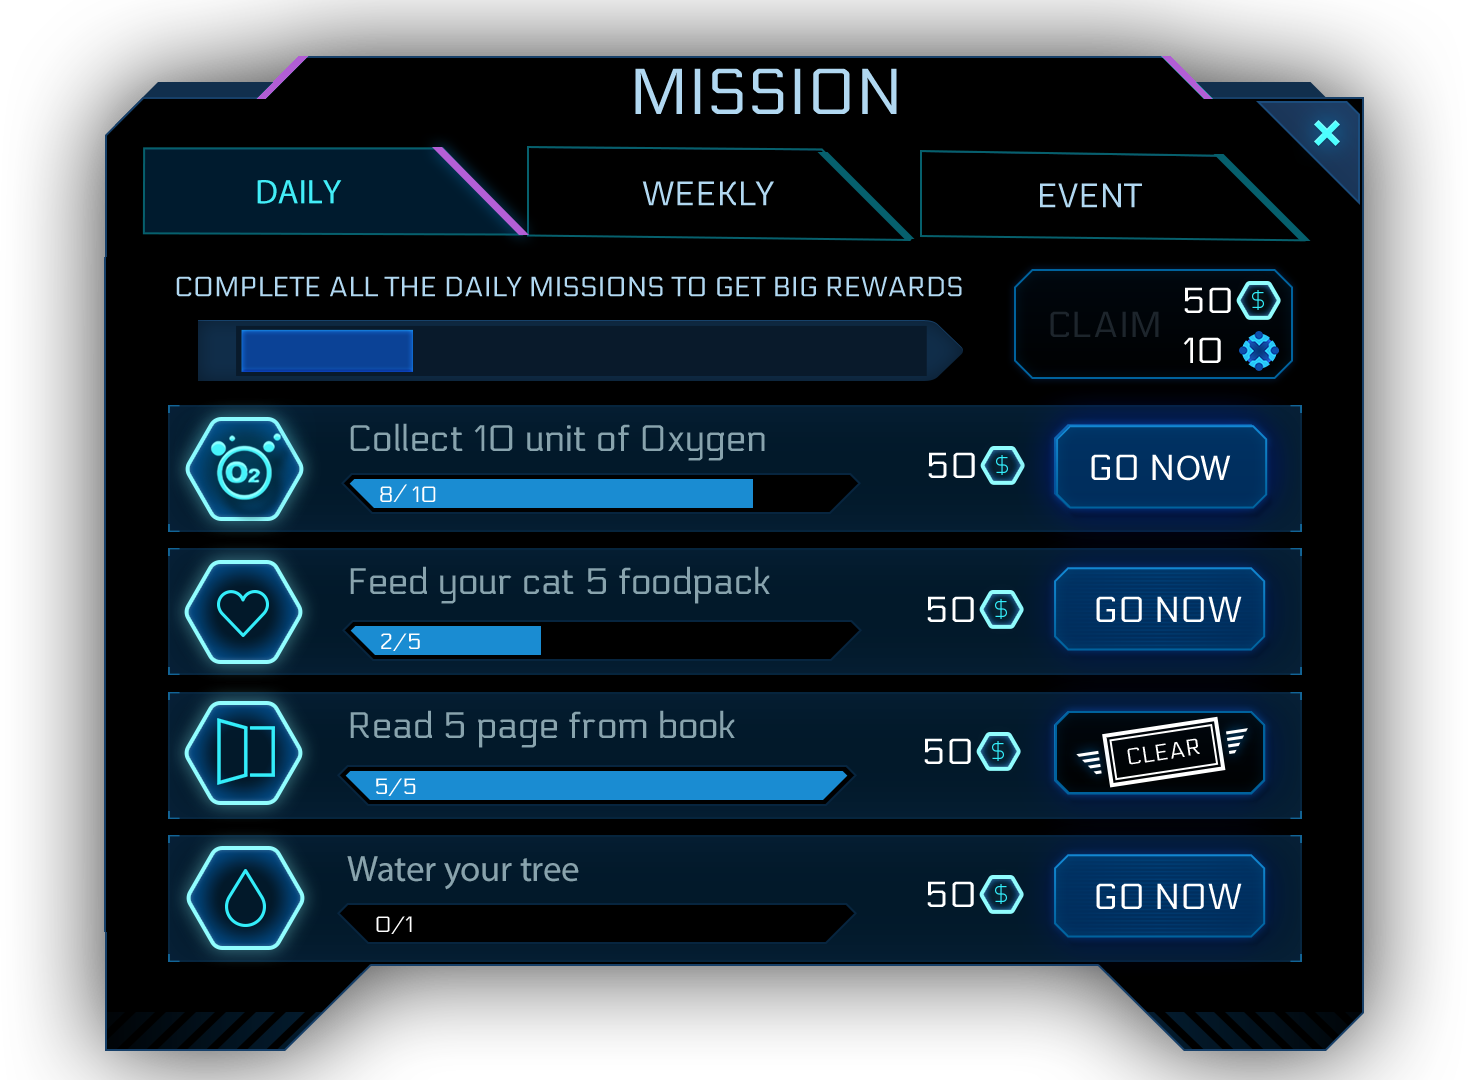 MISSION
DAILY
WEEKLY
EVENT
COMPLETE ALL THE DAILY MISSIONS TO GET BIG REWARDS
CLAIM
50 $
10
Collect 10 unit of Oxygen
O2
8/10
50 $
GO NOW
Feed your cat 5 foodpack
2/5
50 $
GO NOW
Read 5 page from book
5/5
50 $
CLEAR
Water your tree
0/1
50 $
GO NOW